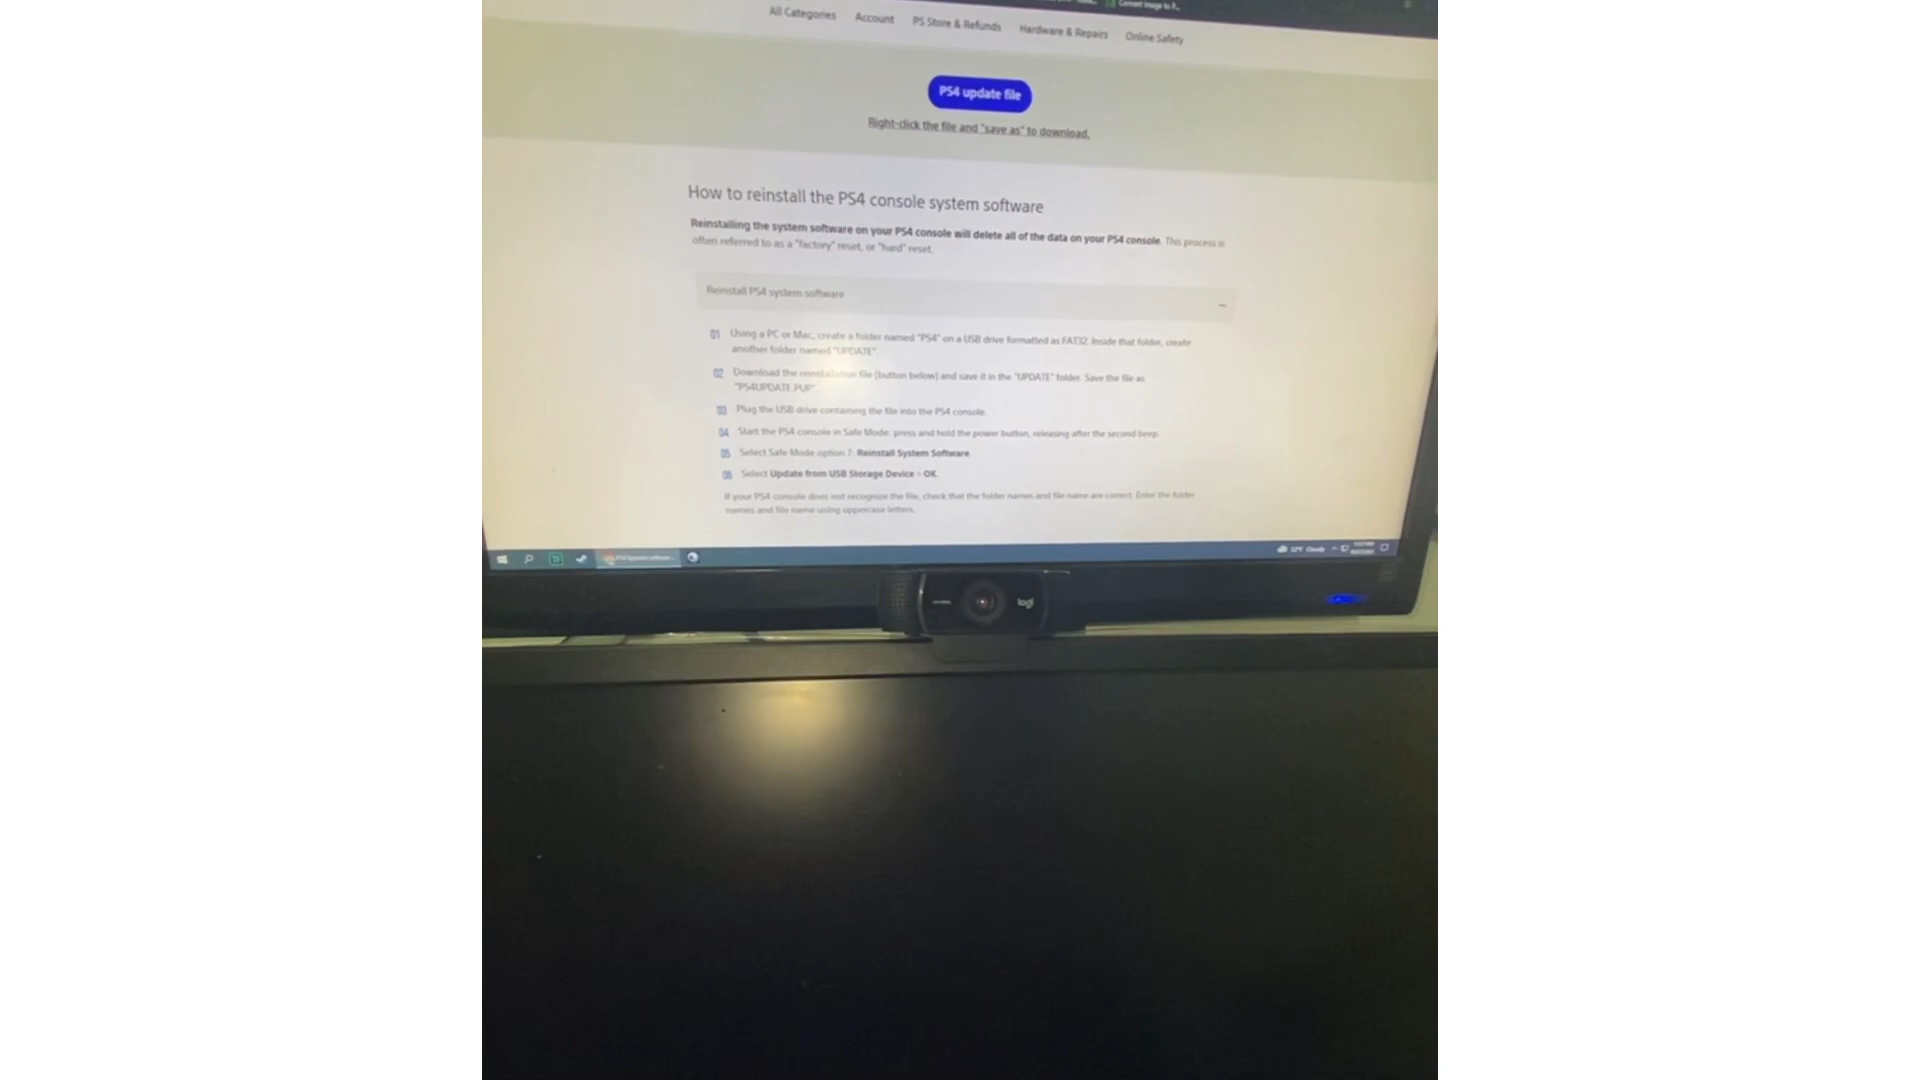 Convert Image to P...
All Categories Account PS Store & Refunds Hardware & Repairs Online Safety
PS4 update file
Right-click the file and "save as" to download.
How to reinstall the PS4 console system software
Reinstalling the system software on your PS4 console will delete all of the data on your PS4 console. This process is
often referred to as a "factory" reset, or "hard" reset.
Reinstall PS4 system software
01 Using a PC or Mac, create a folder named "PS4" on a USB drive formatted as FAT32. Inside that folder, create
another folder named "UPDATE".
02 Download the reinstallation file (button below) and save it in the "UPDATE" folder. Save the file as
"PS4UPDATE.PUP".
03 Plug the USB drive containing the file into the PS4 console.
04 Start the PS4 console in Safe Mode: press and hold the power button, releasing after the second beep.
05 Select Safe Mode option 7: Reinstall System Software.
06 Select Update from USB Storage Device > OK.
If your PS4 console does not recognize the file, check that the folder names and file name are correct. Enter the folder
names and file name using uppercase letters.
PS4 System software...
Cloudy
logi